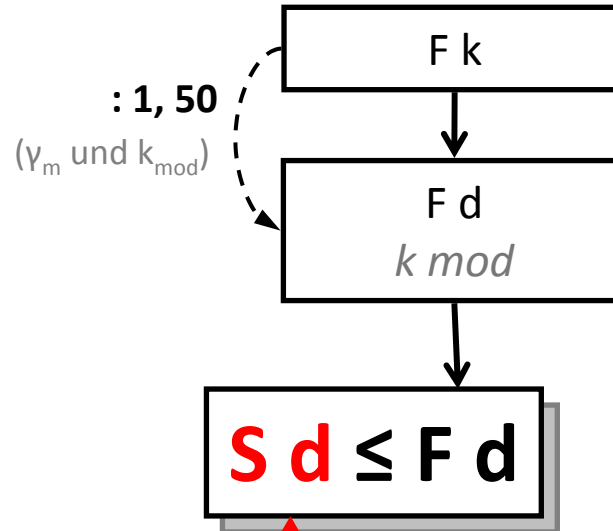 F k
: 1, 50
(γm und kmod)
F d
k mod
S d ≤ F d